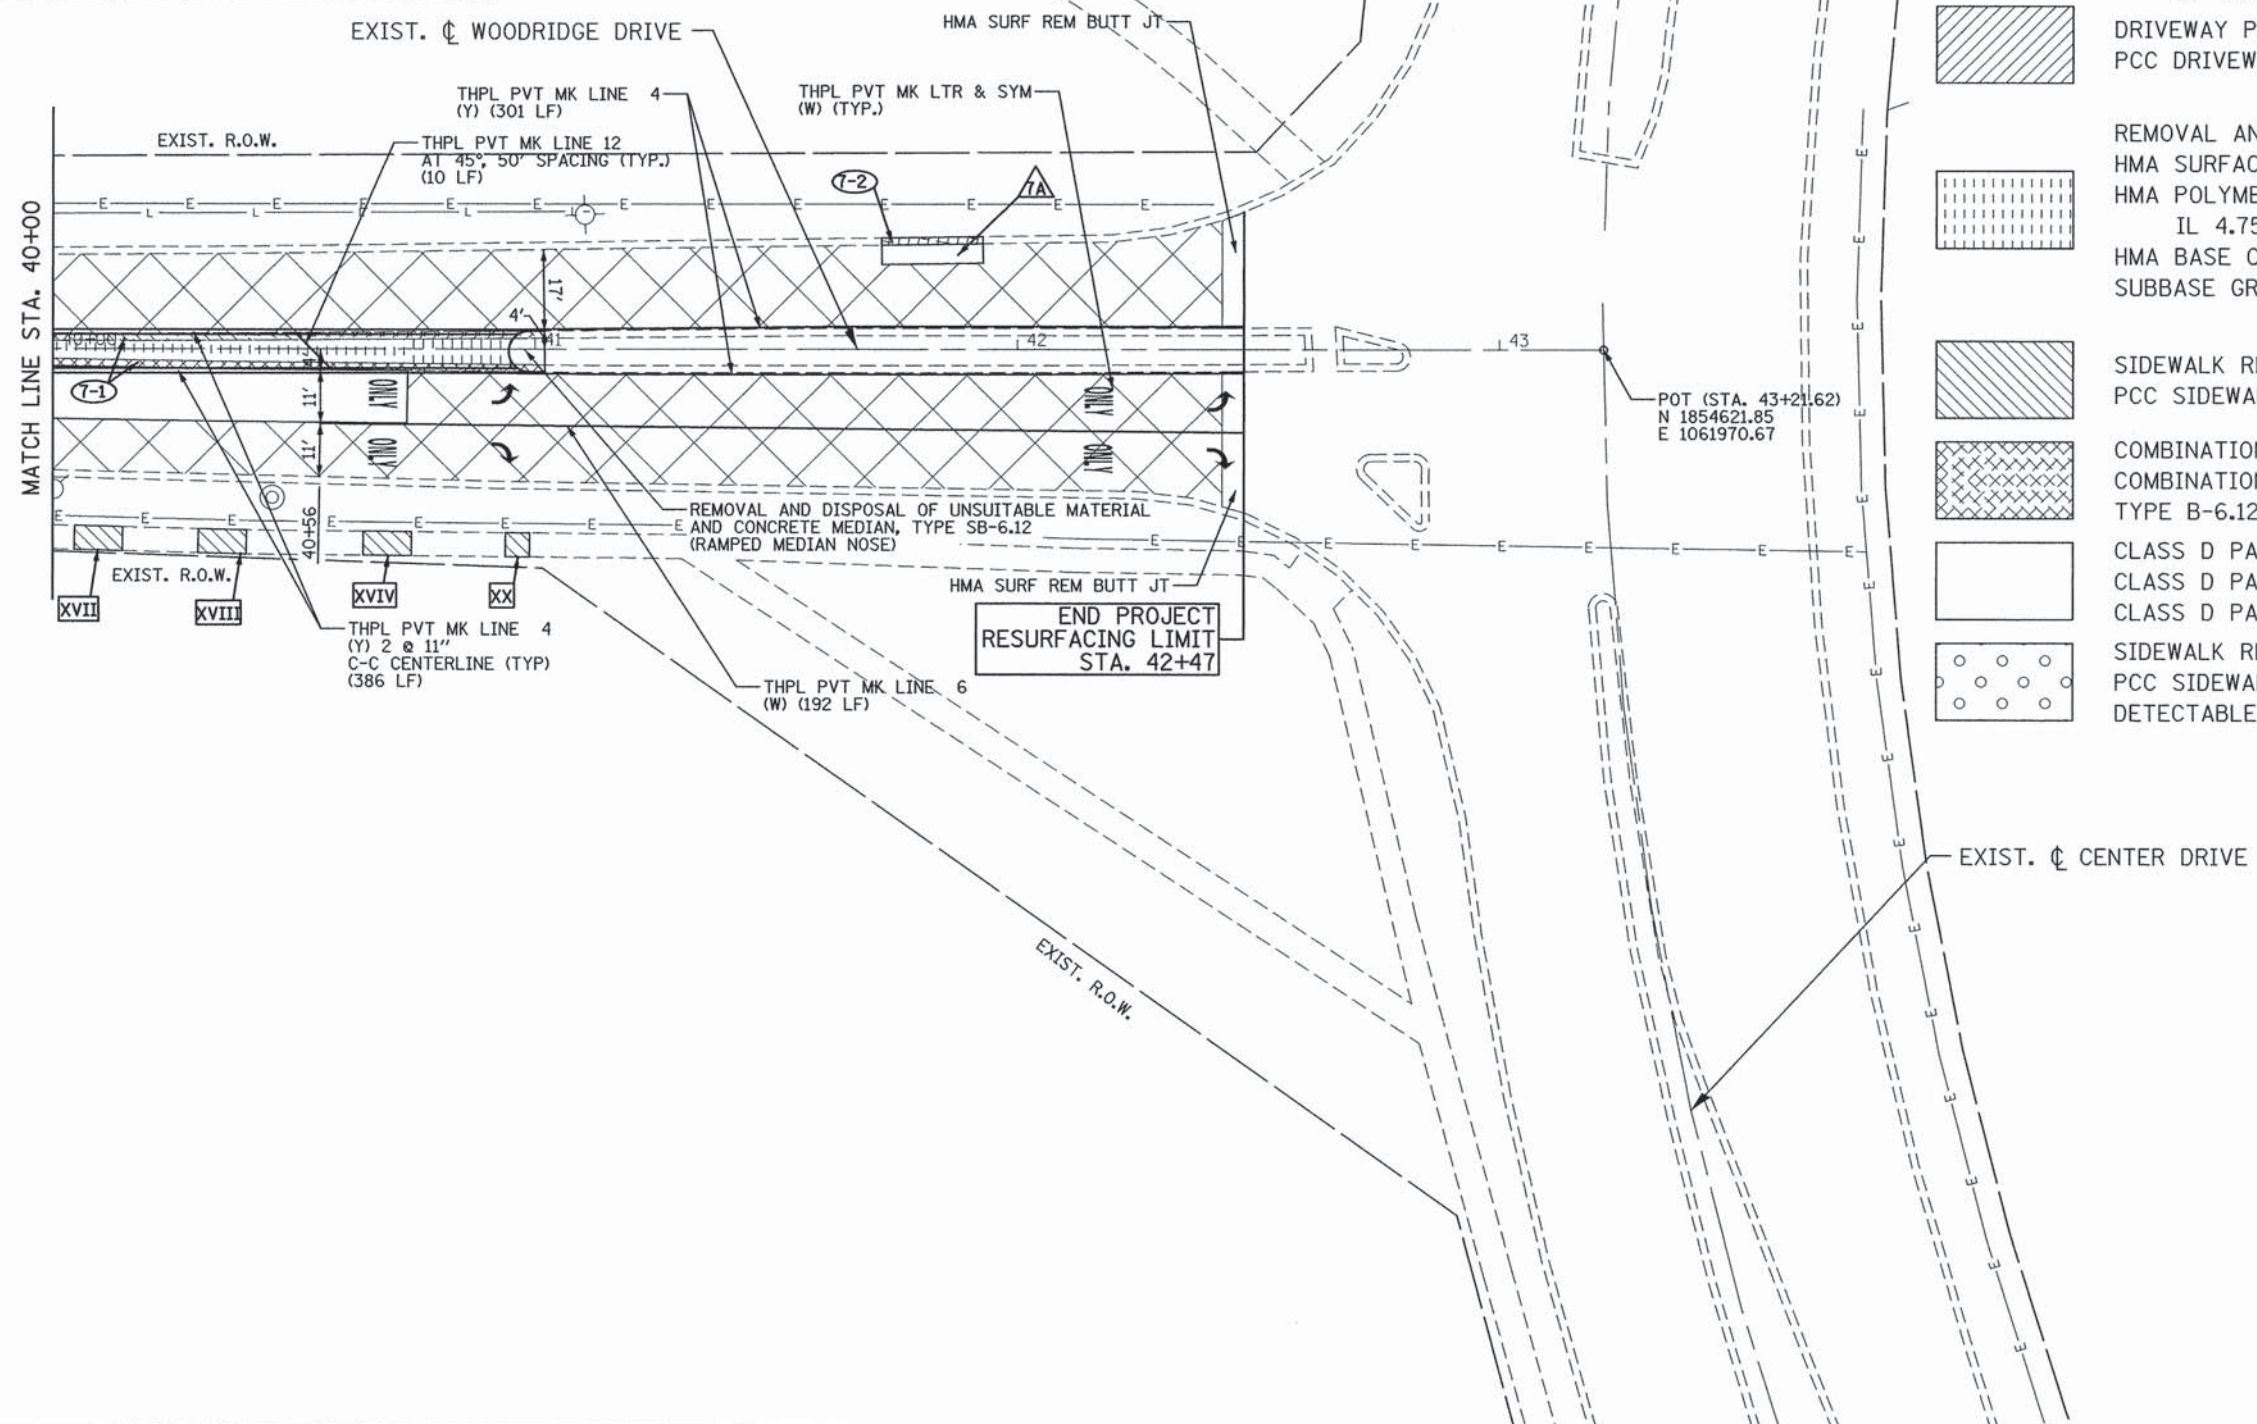 EXIST. ℄ WOODRIDGE DRIVE
HMA SURF REM BUTT JT
THPL PVT MK LINE 4
(Y) (301 LF)
THPL PVT MK LTR & SYM
(W) (TYP.)
EXIST. R.O.W.
THPL PVT MK LINE 12
AT 45°, 50' SPACING (TYP.)
(10 LF)
7-2
7A
E E E E E E E E E E E E E
L L L L
MATCH LINE STA. 40+00
17'
4'
40+00
41
42
43
4'
7-1
11'
ONLY
ONLY
11'
ONLY
ONLY
POT (STA. 43+21.62)
N 1854621.85
E 1061970.67
REMOVAL AND DISPOSAL OF UNSUITABLE MATERIAL
AND CONCRETE MEDIAN, TYPE SB-6.12
(RAMPED MEDIAN NOSE)
40+56
E E E E E E E E E E E E E E E E E
EXIST. R.O.W.
HMA SURF REM BUTT JT
XVII
XVIII
XVIV
XX
END PROJECT
RESURFACING LIMIT
STA. 42+47
THPL PVT MK LINE 4
(Y) 2 @ 11"
C-C CENTERLINE (TYP)
(386 LF)
THPL PVT MK LINE 6
(W) (192 LF)
EXIST. R.O.W.
E E E E E E E E E E E E E E E
EXIST. ℄ CENTER DRIVE
DRIVEWAY P
PCC DRIVEW
REMOVAL AN
HMA SURFAC
HMA POLYME
IL 4.75
HMA BASE C
SUBBASE GR
SIDEWALK RE
PCC SIDEWA
COMBINATION
COMBINATION
TYPE B-6.12
CLASS D PA
CLASS D PA
CLASS D PA
SIDEWALK RE
PCC SIDEWAL
DETECTABLE